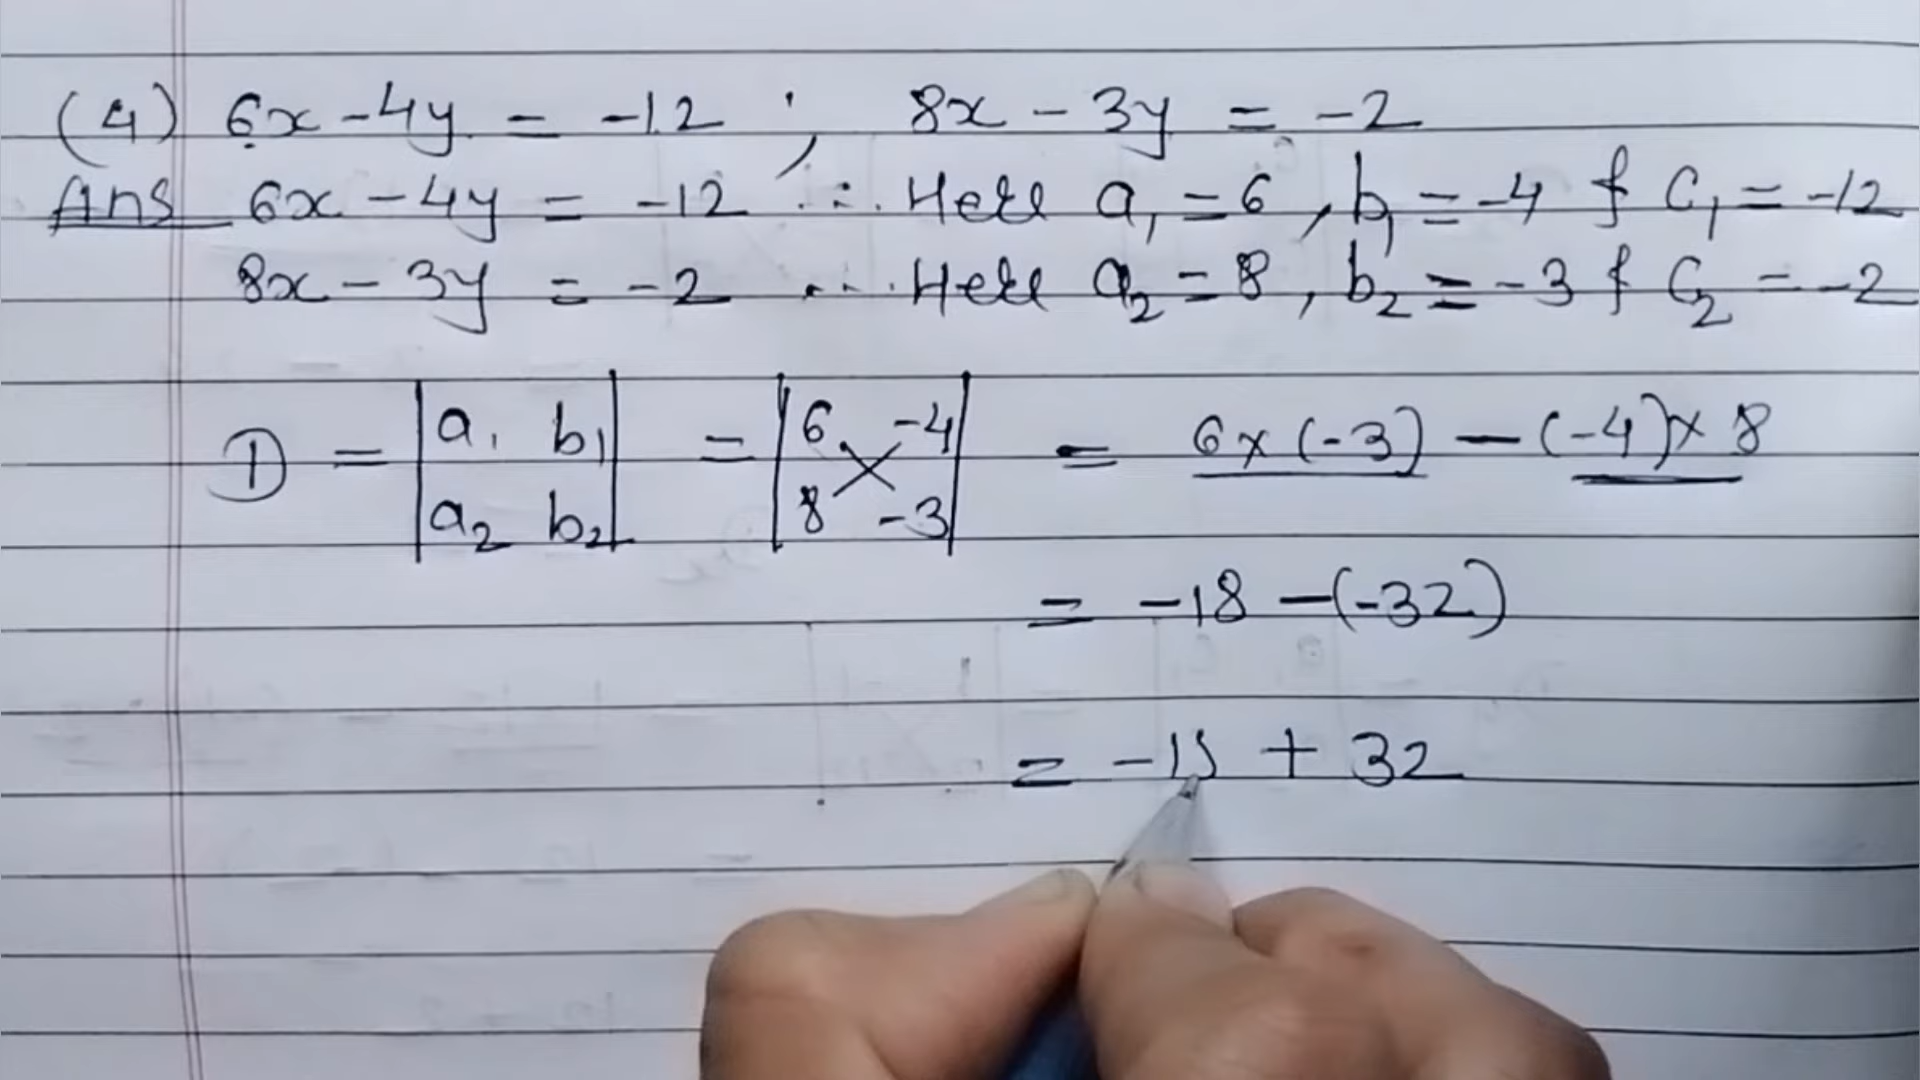 (4) 6x - 4y = -12 ; 8x - 3y = -2
Ans 6x - 4y = -12 ... Here a₁ = 6, b₁ = -4 & C₁ = -12
8x - 3y = -2 ... Here a₂ = 8, b₂ = -3 & C₂ = -2
D = |a₁ b₁| = |6 -4| = 6 × (-3) - (-4) × 8
|a₂ b₂| |8 -3|
= -18 - (-32)
= -18 + 32